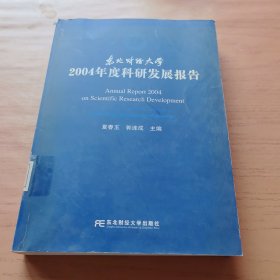 东北财经大学
2004年度科研发展报告
Annual Report 2004
on Scientific Research Development
夏春玉 郭连成 主编
东北财经大学出版社